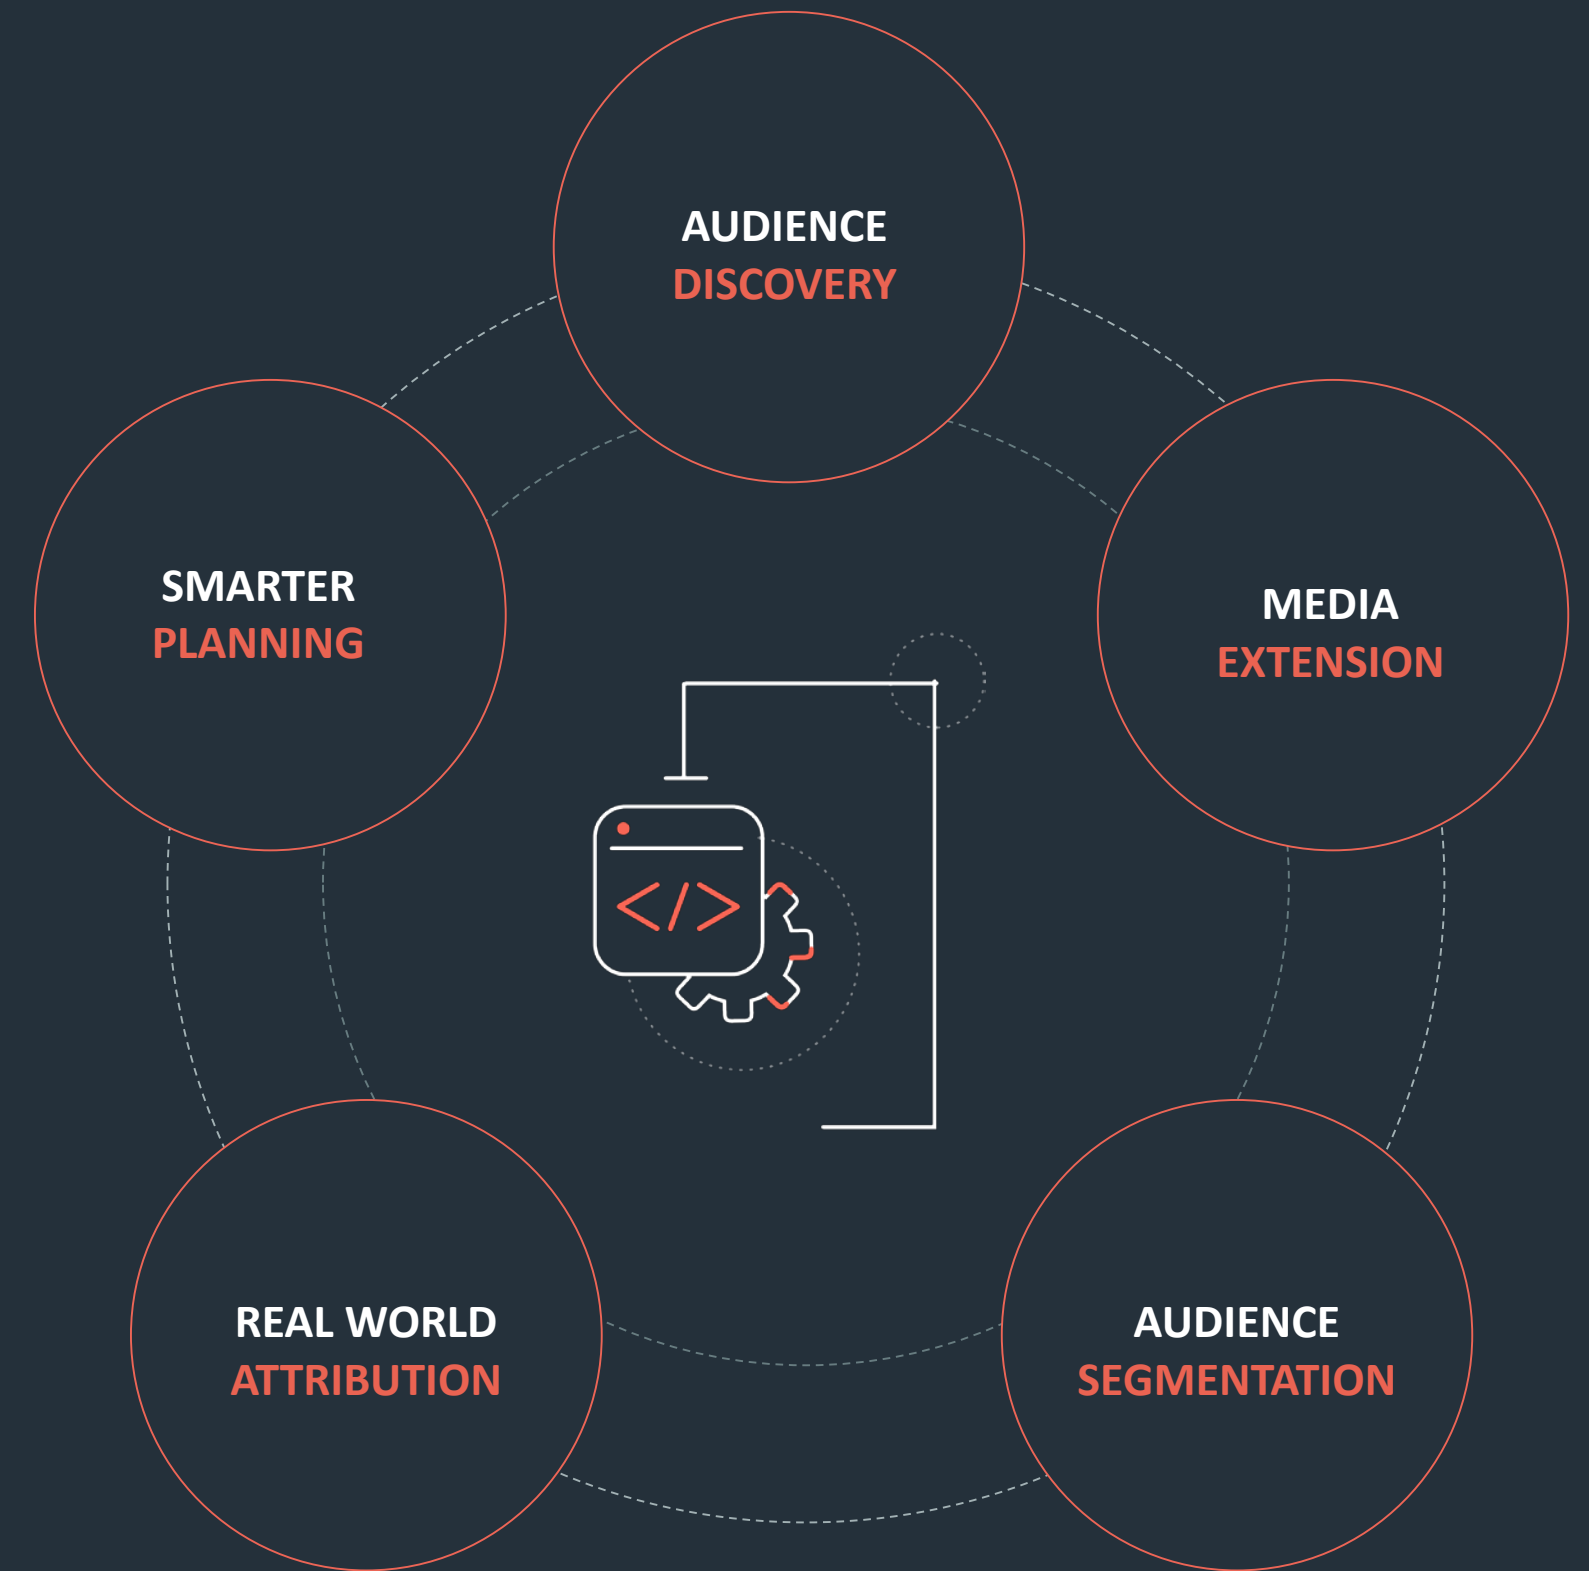 AUDIENCE
DISCOVERY
SMARTER
PLANNING
MEDIA
EXTENSION
</>
REAL WORLD
ATTRIBUTION
AUDIENCE
SEGMENTATION